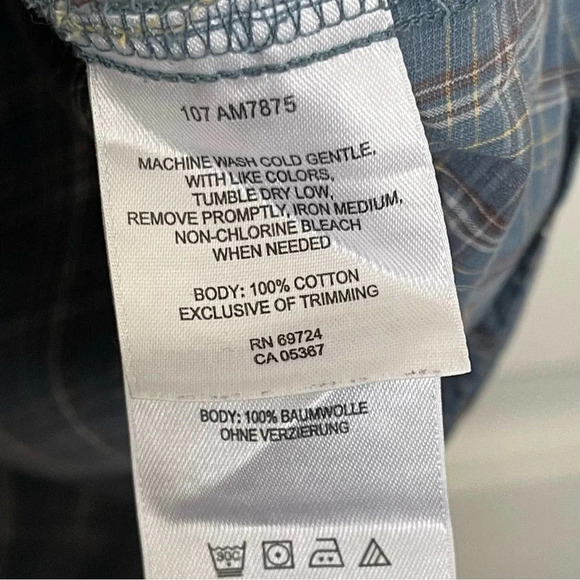 107 AM7875
MACHINE WASH COLD GENTLE,
WITH LIKE COLORS,
TUMBLE DRY LOW,
REMOVE PROMPTLY, IRON MEDIUM,
NON-CHLORINE BLEACH
WHEN NEEDED
BODY: 100% COTTON
EXCLUSIVE OF TRIMMING
RN 69724
CA 05367
BODY: 100% BAUMWOLLE
OHNE VERZIERUNG
30C